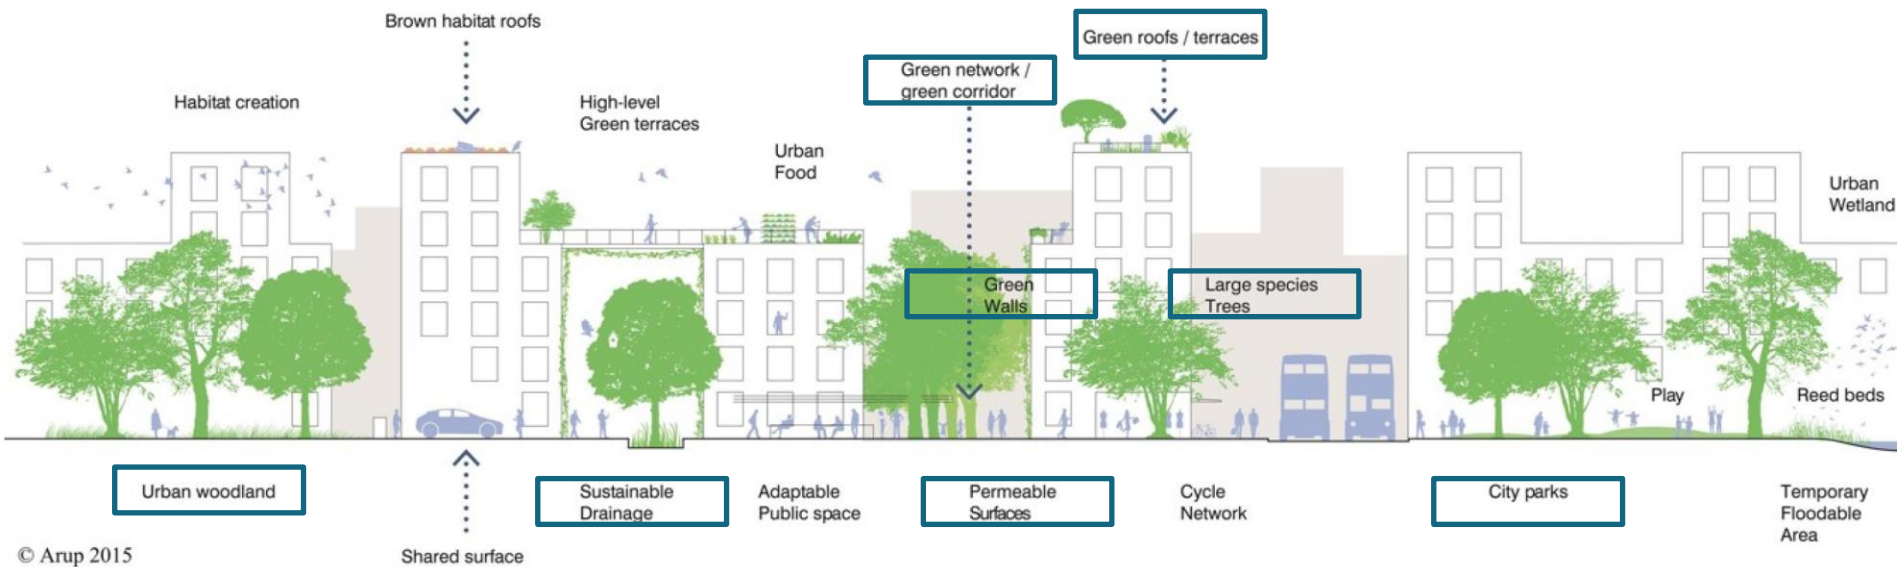 Brown habitat roofs
Green roofs / terraces
Green network /
green corridor
Habitat creation
High-level
Green terraces
Urban
Food
Urban
Wetland
Green
Walls
Large species
Trees
Play
Reed beds
Urban woodland
Sustainable
Drainage
Adaptable
Public space
Permeable
Surfaces
Cycle
Network
City parks
Temporary
Floodable
Area
© Arup 2015
Shared surface